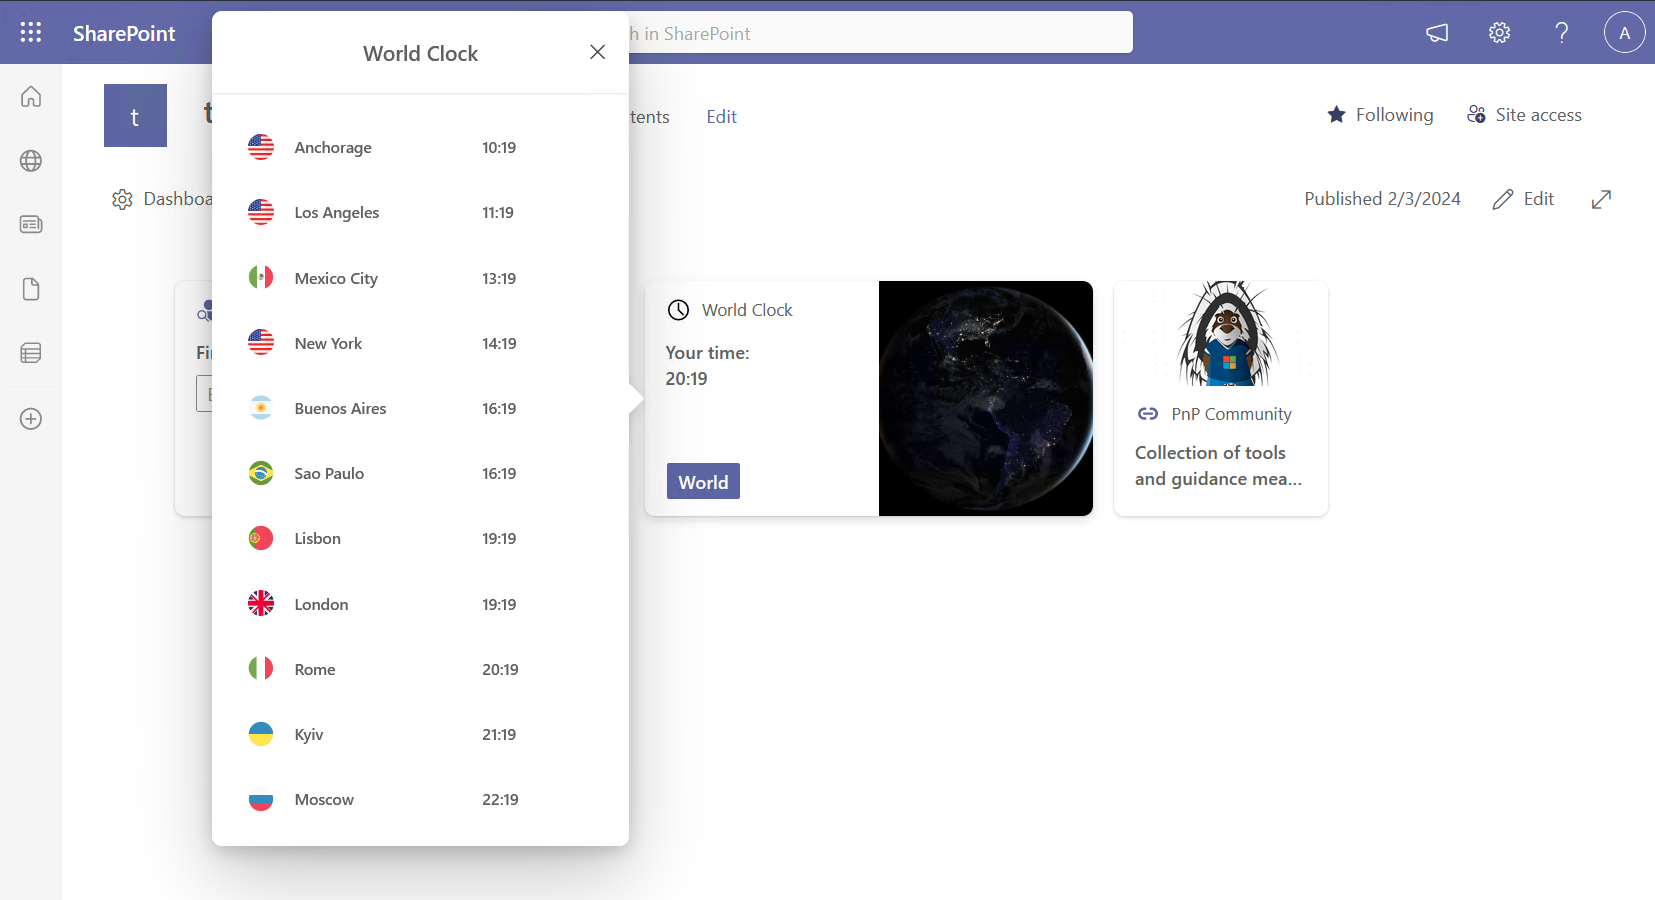 SharePoint
h in SharePoint
A
World Clock
t
t
tents
Edit
Following
Site access
Dashboa
Published 2/3/2024
Edit
Anchorage 10:19
Los Angeles 11:19
Mexico City 13:19
New York 14:19
Buenos Aires 16:19
Sao Paulo 16:19
Lisbon 19:19
London 19:19
Rome 20:19
Kyiv 21:19
Moscow 22:19
Fi
World Clock
Your time:
20:19
World
PnP Community
Collection of tools
and guidance mea...